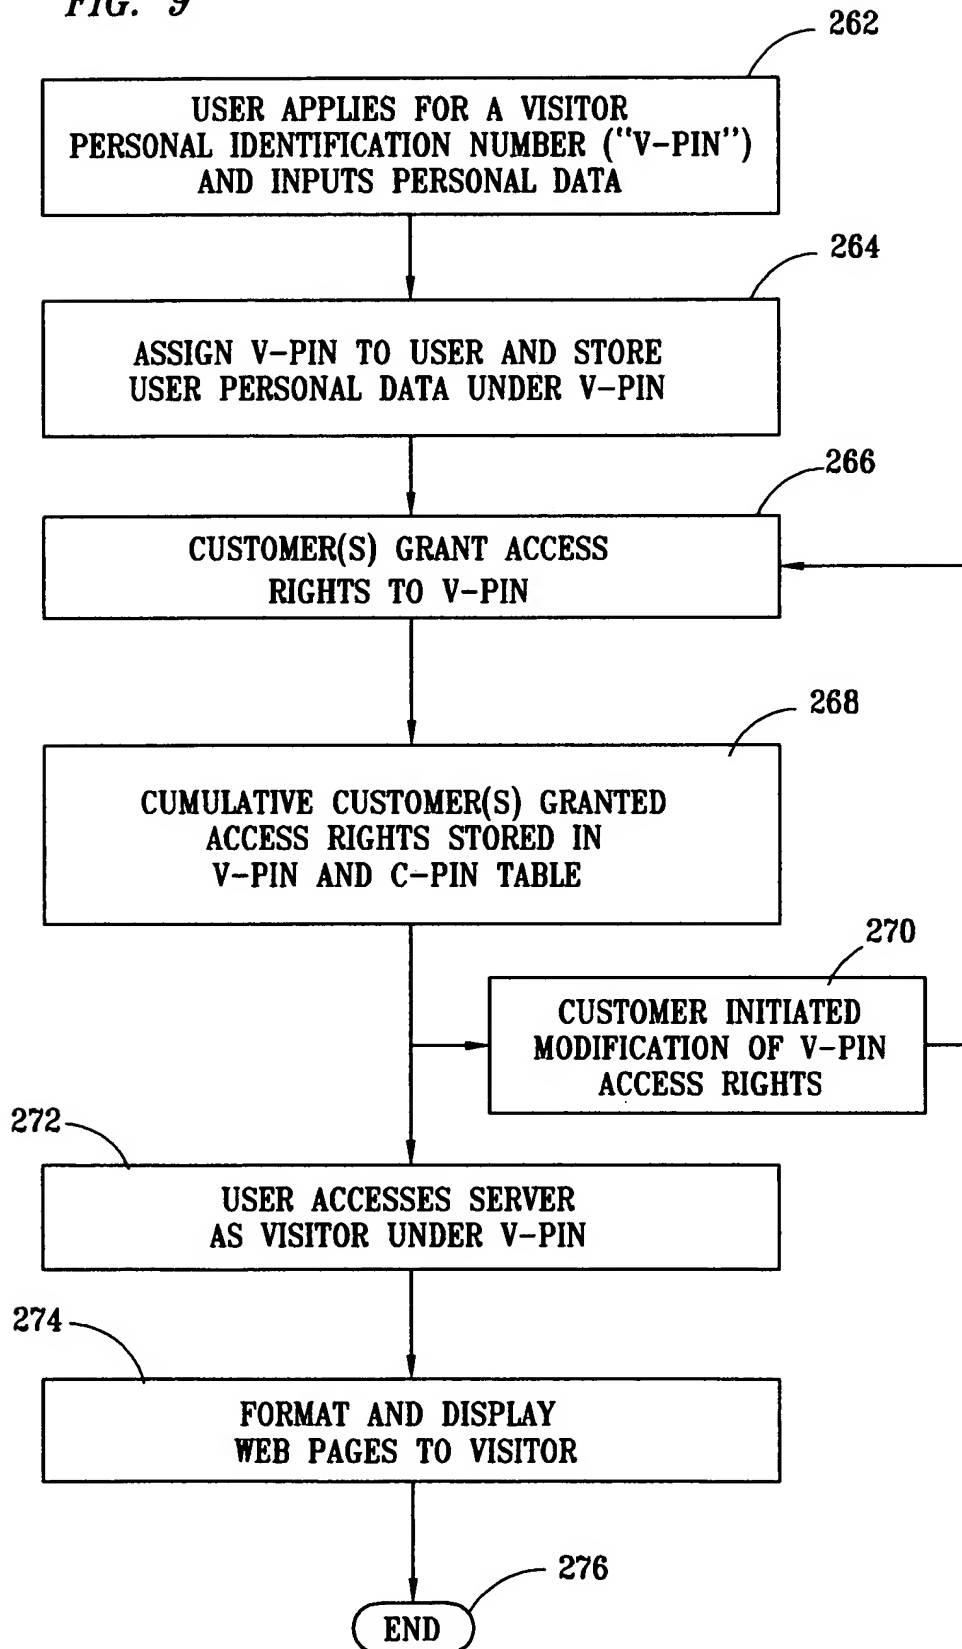 FIG. 9
262
USER APPLIES FOR A VISITOR
PERSONAL IDENTIFICATION NUMBER ("V-PIN")
AND INPUTS PERSONAL DATA
264
ASSIGN V-PIN TO USER AND STORE
USER PERSONAL DATA UNDER V-PIN
266
CUSTOMER(S) GRANT ACCESS
RIGHTS TO V-PIN
268
CUMULATIVE CUSTOMER(S) GRANTED
ACCESS RIGHTS STORED IN
V-PIN AND C-PIN TABLE
270
CUSTOMER INITIATED
MODIFICATION OF V-PIN
ACCESS RIGHTS
272
USER ACCESSES SERVER
AS VISITOR UNDER V-PIN
274
FORMAT AND DISPLAY
WEB PAGES TO VISITOR
276
END